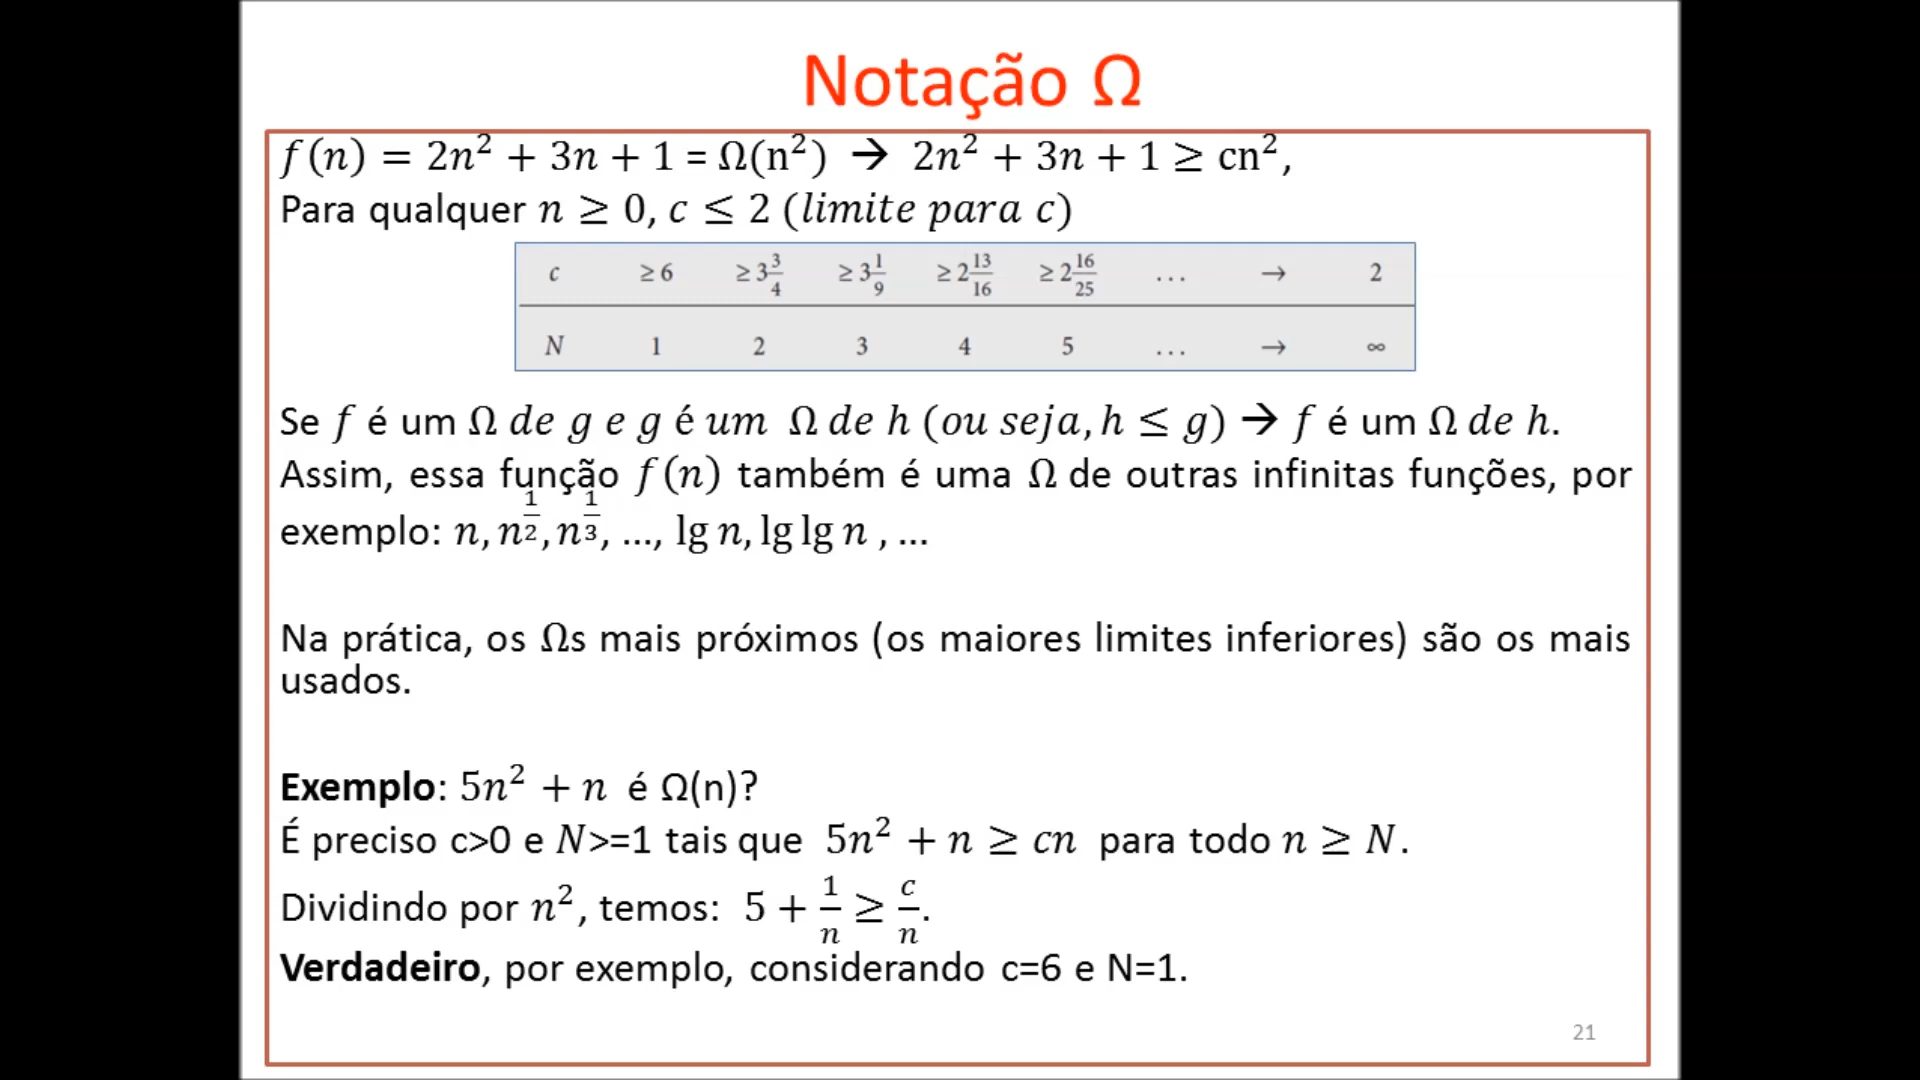 Notação Ω
f(n) = 2n² + 3n + 1 = Ω(n²) → 2n² + 3n + 1 ≥ cn²,
Para qualquer n ≥ 0, c ≤ 2 (limite para c)
c ≥ 6 ≥ 3 3/4 ≥ 3 1/9 ≥ 2 13/16 ≥ 2 16/25 ... → 2
N 1 2 3 4 5 ... → ∞
Se f é um Ω de g e g é um Ω de h (ou seja, h ≤ g) → f é um Ω de h.
Assim, essa função f(n) também é uma Ω de outras infinitas funções, por
exemplo: n, n^(1/2), n^(1/3), ..., lg n, lg lg n , ...
Na prática, os Ωs mais próximos (os maiores limites inferiores) são os mais
usados.
Exemplo: 5n² + n é Ω(n)?
É preciso c>0 e N>=1 tais que 5n² + n ≥ cn para todo n ≥ N.
Dividindo por n², temos: 5 + 1/n ≥ c/n.
Verdadeiro, por exemplo, considerando c=6 e N=1.
21